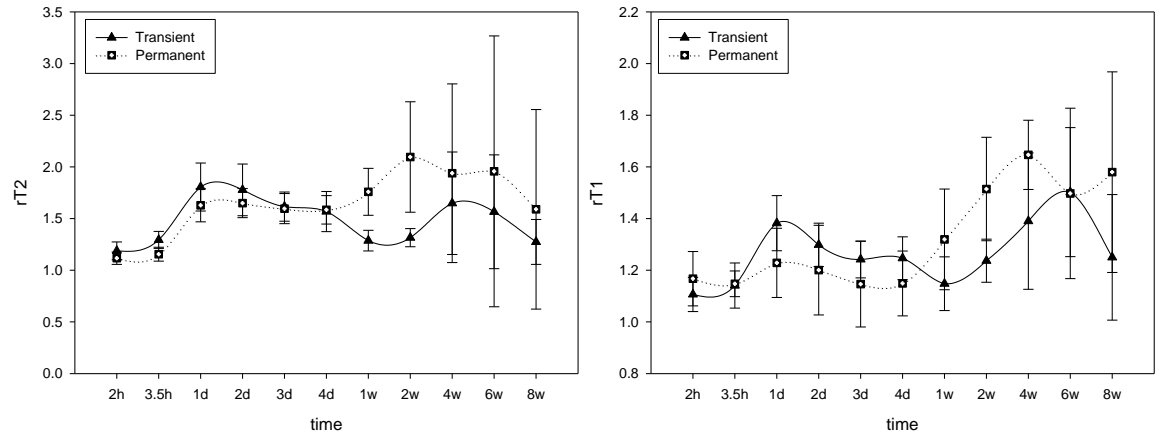 3.5
3.0
2.5
2.0
1.5
1.0
0.5
0.0
rT2
Transient
Permanent
2h 3.5h 1d 2d 3d 4d 1w 2w 4w 6w 8w
time
2.2
2.0
1.8
1.6
1.4
1.2
1.0
0.8
rT1
Transient
Permanent
2h 3.5h 1d 2d 3d 4d 1w 2w 4w 6w 8w
time